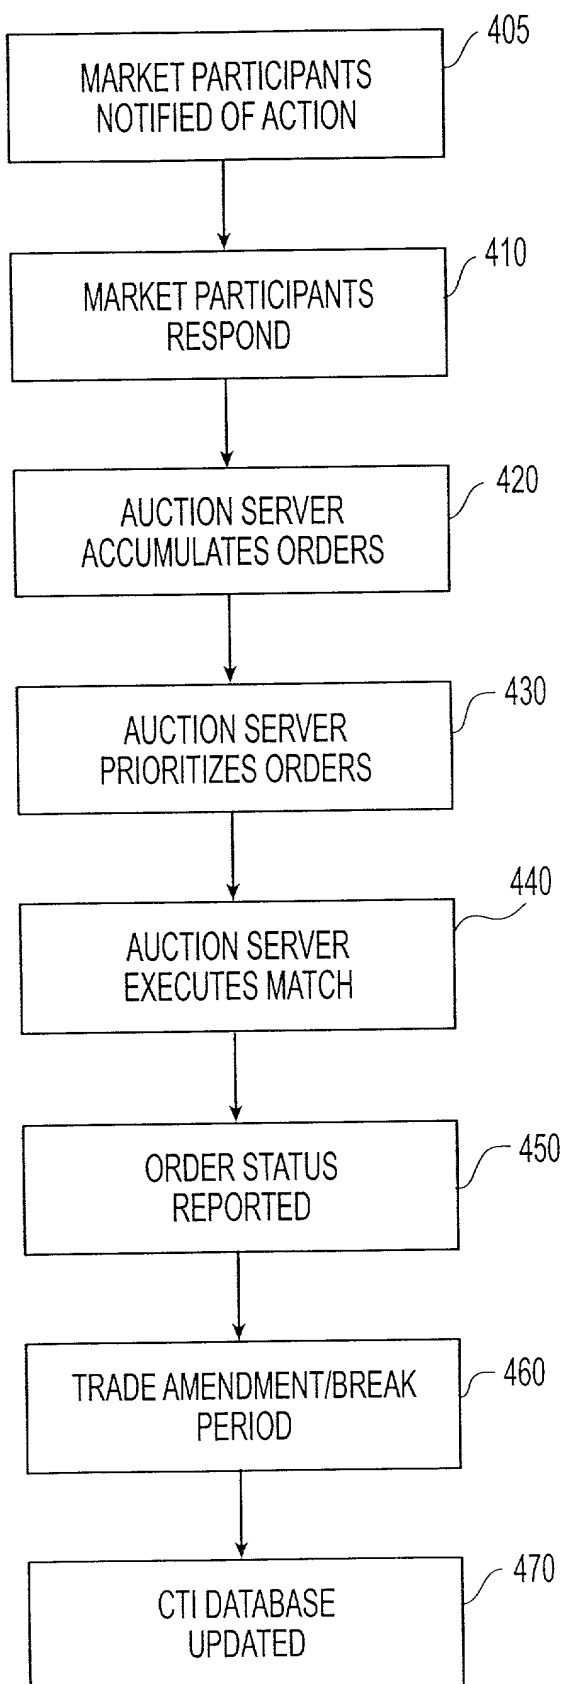 405
MARKET PARTICIPANTS
NOTIFIED OF ACTION
410
MARKET PARTICIPANTS
RESPOND
420
AUCTION SERVER
ACCUMULATES ORDERS
430
AUCTION SERVER
PRIORITIZES ORDERS
440
AUCTION SERVER
EXECUTES MATCH
450
ORDER STATUS
REPORTED
460
TRADE AMENDMENT/BREAK
PERIOD
470
CTI DATABASE
UPDATED